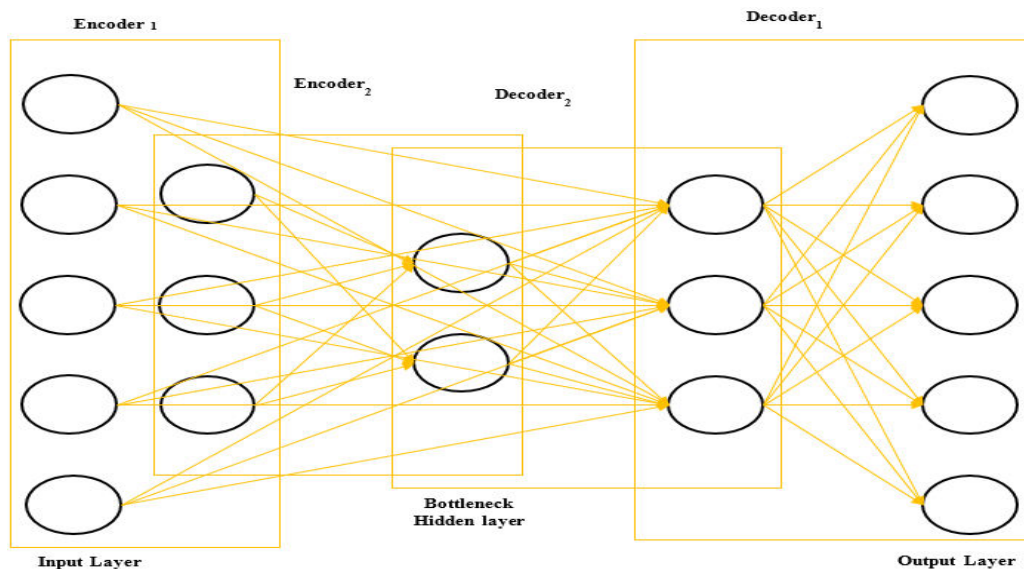 Encoder 1
Decoder1
Encoder2
Decoder2
Bottleneck
Hidden layer
Input Layer
Output Layer